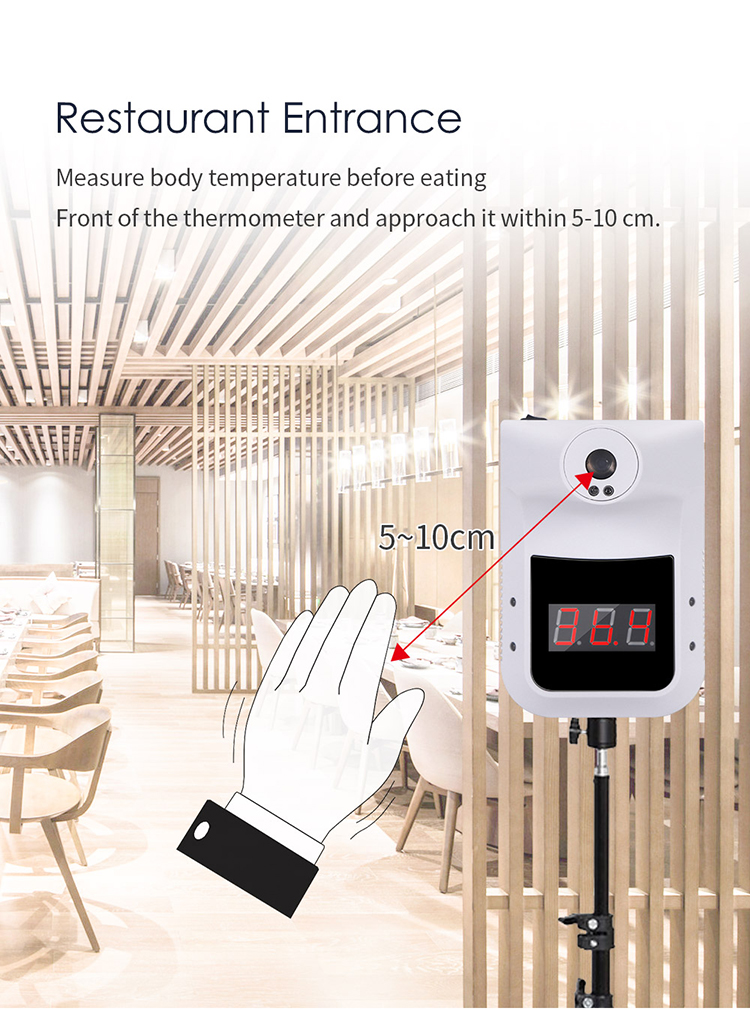 Restaurant Entrance
Measure body temperature before eating
Front of the thermometer and approach it within 5-10 cm.
5~10cm
36.4